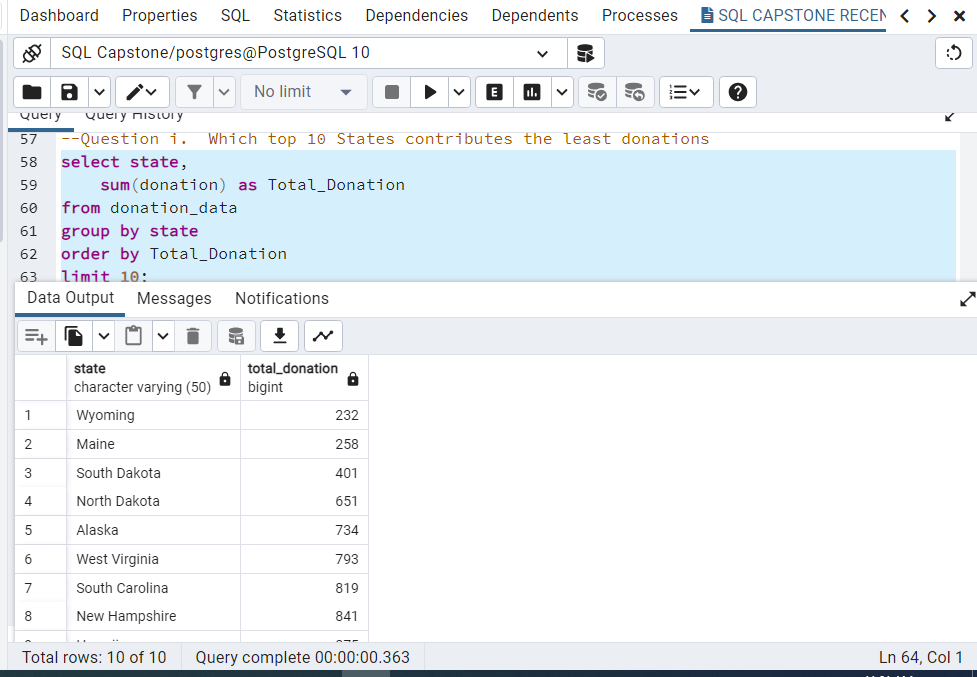 Dashboard Properties SQL Statistics Dependencies Dependents Processes SQL CAPSTONE RECEN
SQL Capstone/postgres@PostgreSQL 10
No limit
E
Query Query History
57 --Question i. Which top 10 States contributes the least donations
58 select state,
59 sum(donation) as Total_Donation
60 from donation_data
61 group by state
62 order by Total_Donation
63 limit 10;
Data Output Messages Notifications
state total_donation
character varying (50) bigint
1 Wyoming 232
2 Maine 258
3 South Dakota 401
4 North Dakota 651
5 Alaska 734
6 West Virginia 793
7 South Carolina 819
8 New Hampshire 841
Total rows: 10 of 10 Query complete 00:00:00.363 Ln 64, Col 1